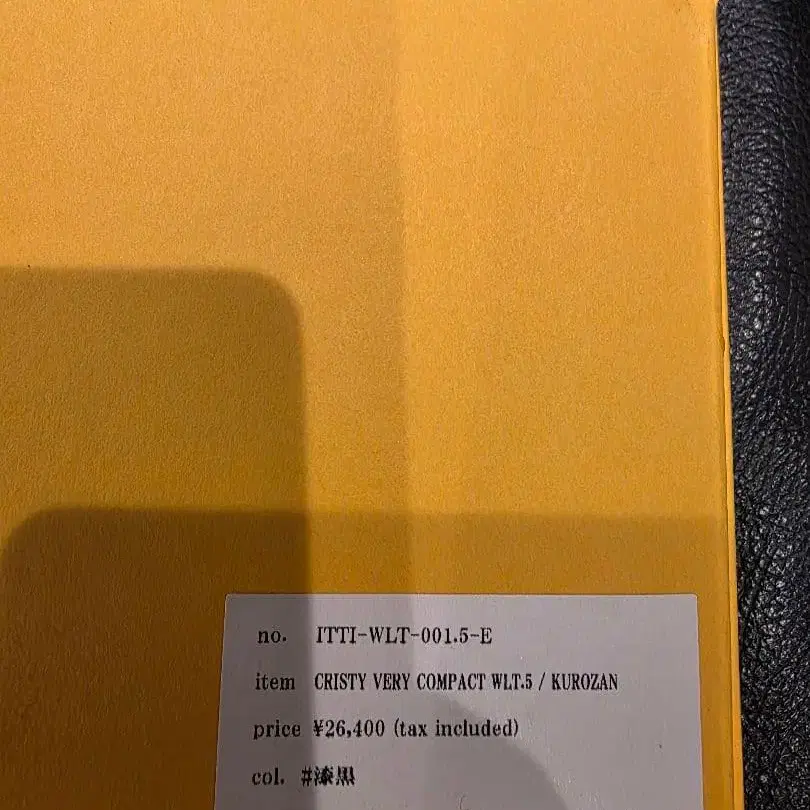 no. ITTI-WLT-001.5-E
item CRISTY VERY COMPACT WLT.5 / KUROZAN
price ¥26,400 (tax included)
col. #漆黒